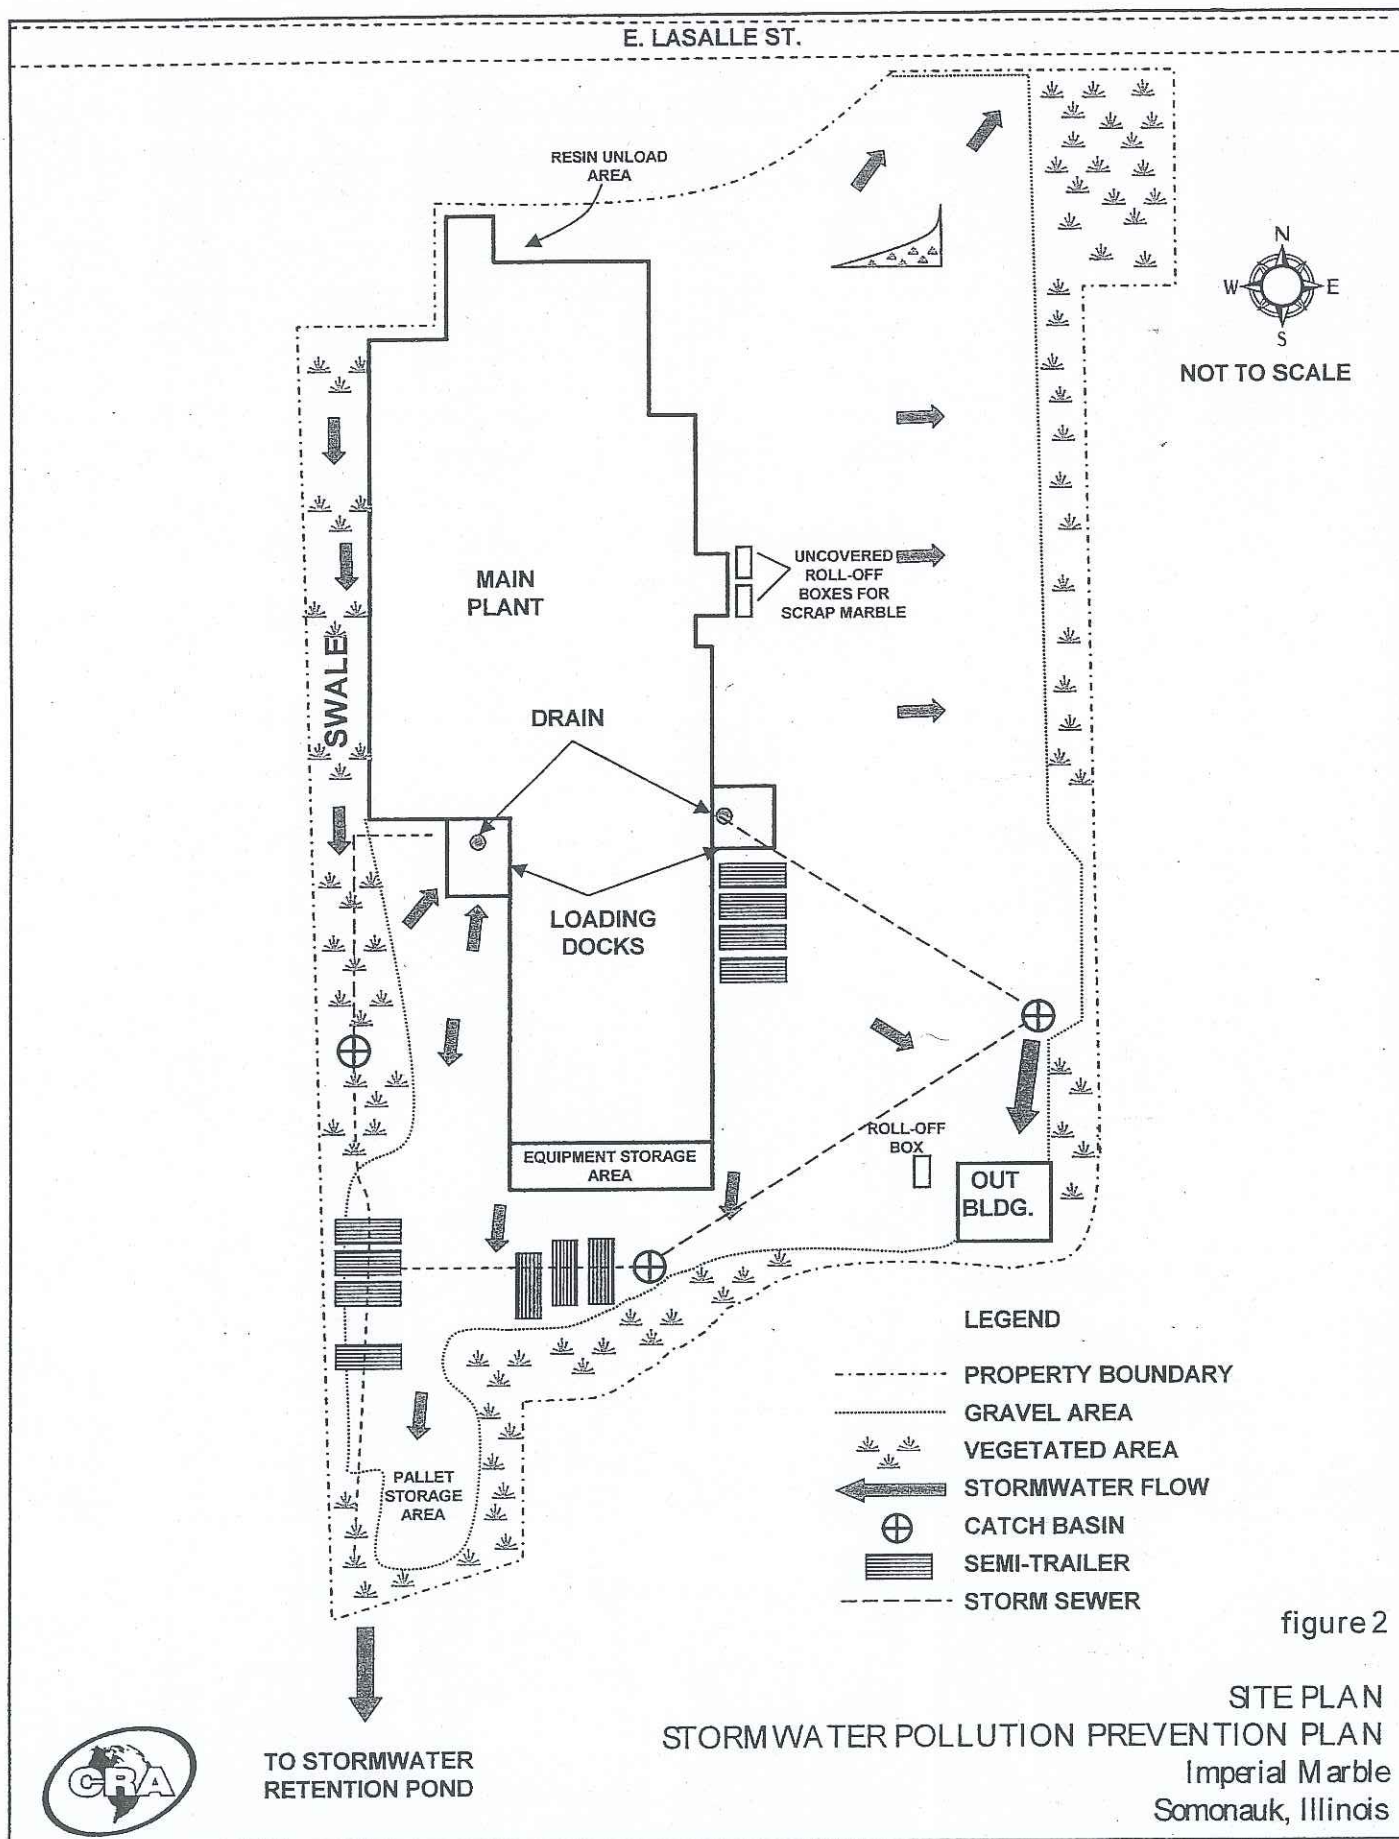 E. LASALLE ST.
RESIN UNLOAD
AREA
N
W
E
S
NOT TO SCALE
UNCOVERED
ROLL-OFF
BOXES FOR
SCRAP MARBLE
MAIN
PLANT
SWALE
DRAIN
LOADING
DOCKS
ROLL-OFF
BOX
EQUIPMENT STORAGE
AREA
OUT
BLDG.
LEGEND
PROPERTY BOUNDARY
GRAVEL AREA
VEGETATED AREA
STORMWATER FLOW
CATCH BASIN
SEMI-TRAILER
STORM SEWER
PALLET
STORAGE
AREA
figure 2
SITE PLAN
STORMWATER POLLUTION PREVENTION PLAN
Imperial Marble
Somonauk, Illinois
TO STORMWATER
RETENTION POND
CRA